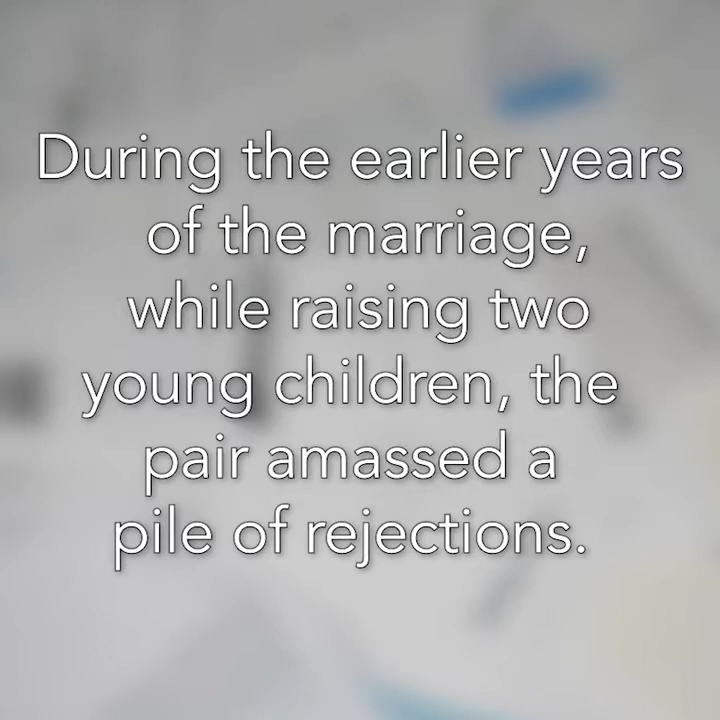 During the earlier years
of the marriage,
while raising two
young children, the
pair amassed a
pile of rejections.